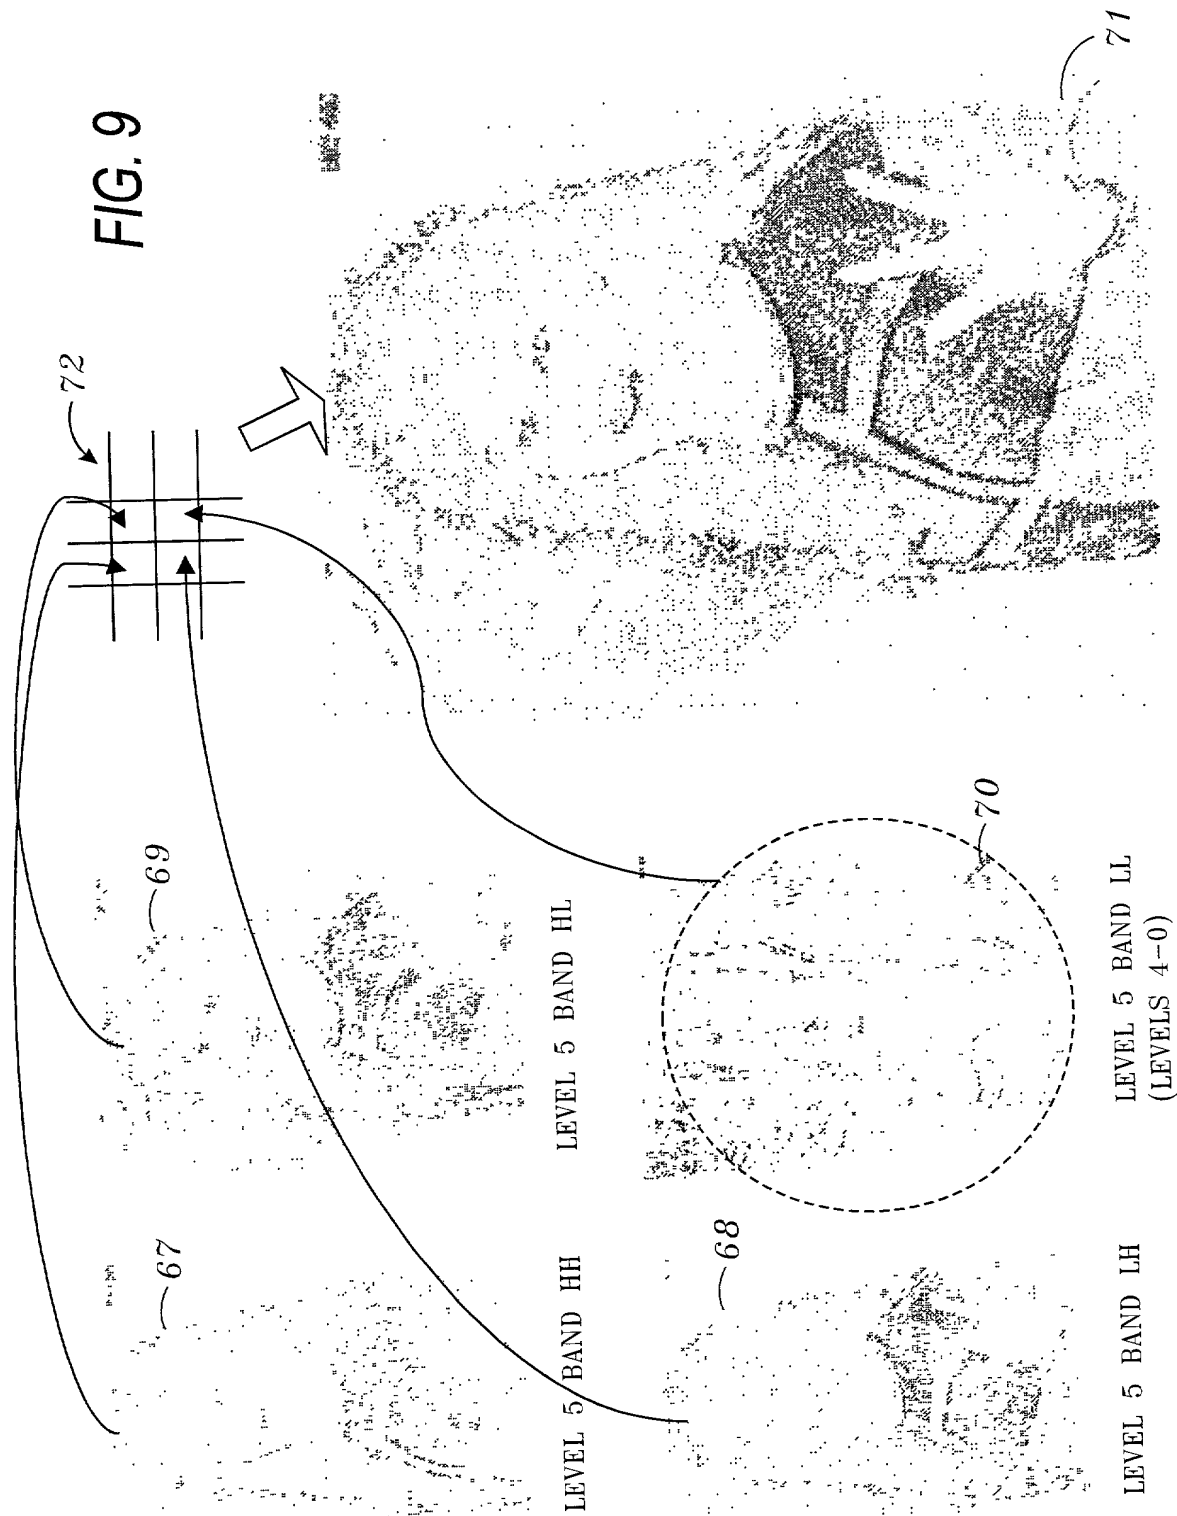 FIG. 9
72
71
67
LEVEL 5 BAND HH
69
LEVEL 5 BAND HL
68
LEVEL 5 BAND LH
70
LEVEL 5 BAND LL
(LEVELS 4-0)